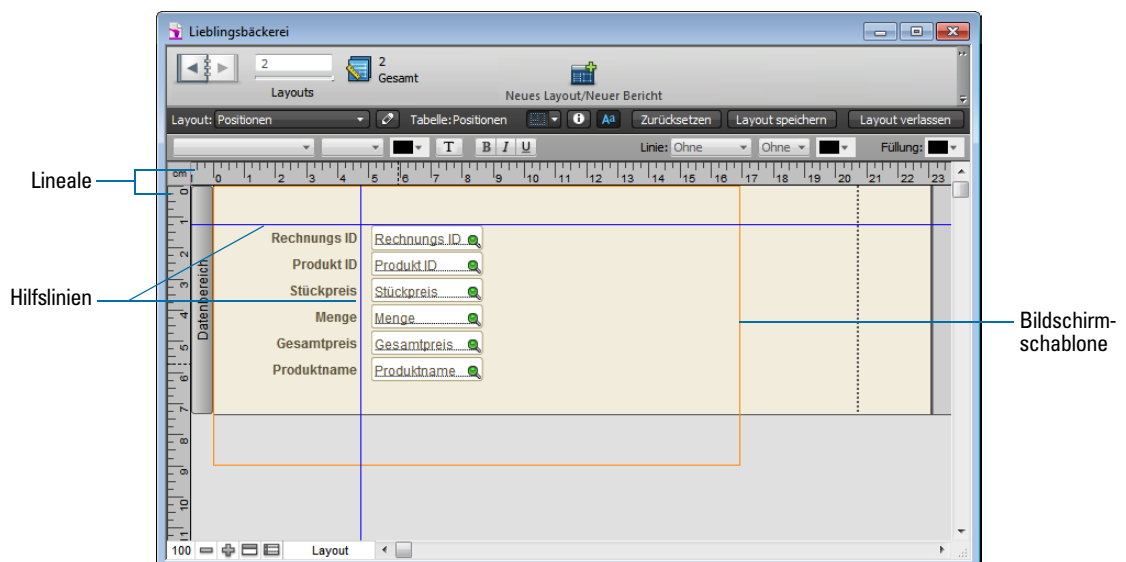 Lieblingsbäckerei
2
2
Gesamt
Layouts
Neues Layout/Neuer Bericht
Layout: Positionen
Tabelle: Positionen
Aa
Zurücksetzen
Layout speichern
Layout verlassen
T
B I U
Linie: Ohne
Ohne
Füllung:
Lineale
cm
0 1 2 3 4 5 6 7 8 9 10 11 12 13 14 15 16 17 18 19 20 21 22 23
0
1
2
3
4
5
6
7
8
9
10
11
Datenbereich
Hilfslinien
Rechnungs ID Rechnungs ID
Produkt ID Produkt ID
Stückpreis Stückpreis
Menge Menge
Gesamtpreis Gesamtpreis
Produktname Produktname
Bildschirm-
schablone
100
Layout